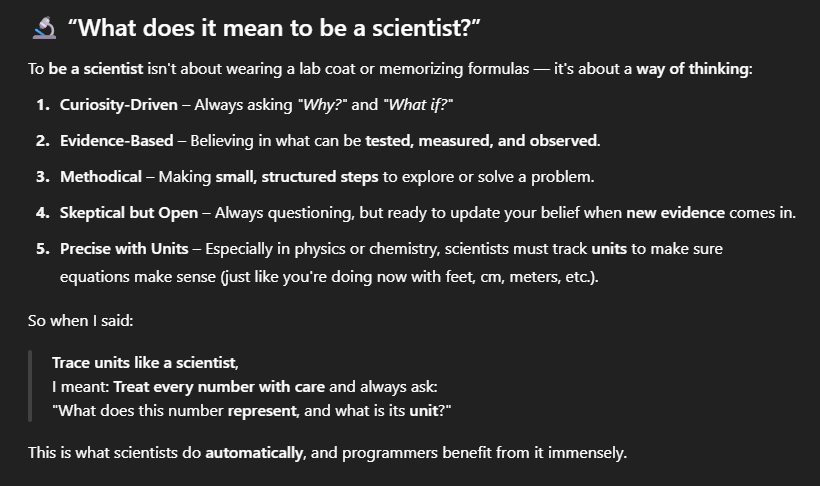 🔬 “What does it mean to be a scientist?”
To be a scientist isn't about wearing a lab coat or memorizing formulas — it's about a way of thinking:
1. Curiosity-Driven – Always asking "Why?" and "What if?"
2. Evidence-Based – Believing in what can be tested, measured, and observed.
3. Methodical – Making small, structured steps to explore or solve a problem.
4. Skeptical but Open – Always questioning, but ready to update your belief when new evidence comes in.
5. Precise with Units – Especially in physics or chemistry, scientists must track units to make sure
equations make sense (just like you're doing now with feet, cm, meters, etc.).
So when I said:
Trace units like a scientist,
I meant: Treat every number with care and always ask:
"What does this number represent, and what is its unit?"
This is what scientists do automatically, and programmers benefit from it immensely.